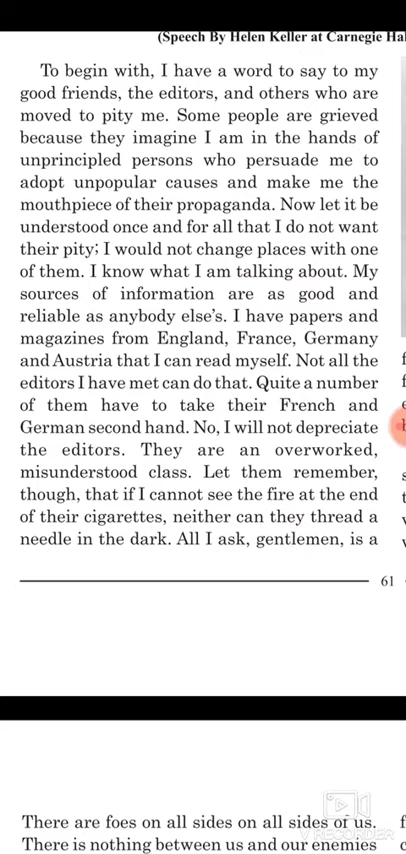 (Speech By Helen Keller at Carnegie Hal
To begin with, I have a word to say to my
good friends, the editors, and others who are
moved to pity me. Some people are grieved
because they imagine I am in the hands of
unprincipled persons who persuade me to
adopt unpopular causes and make me the
mouthpiece of their propaganda. Now let it be
understood once and for all that I do not want
their pity; I would not change places with one
of them. I know what I am talking about. My
sources of information are as good and
reliable as anybody else's. I have papers and
magazines from England, France, Germany
and Austria that I can read myself. Not all the
editors I have met can do that. Quite a number
of them have to take their French and
German second hand. No, I will not depreciate
the editors. They are an overworked,
misunderstood class. Let them remember,
though, that if I cannot see the fire at the end
of their cigarettes, neither can they thread a
needle in the dark. All I ask, gentlemen, is a
61
There are foes on all sides on all sides of us.
There is nothing between us and our enemies
V RECORDER